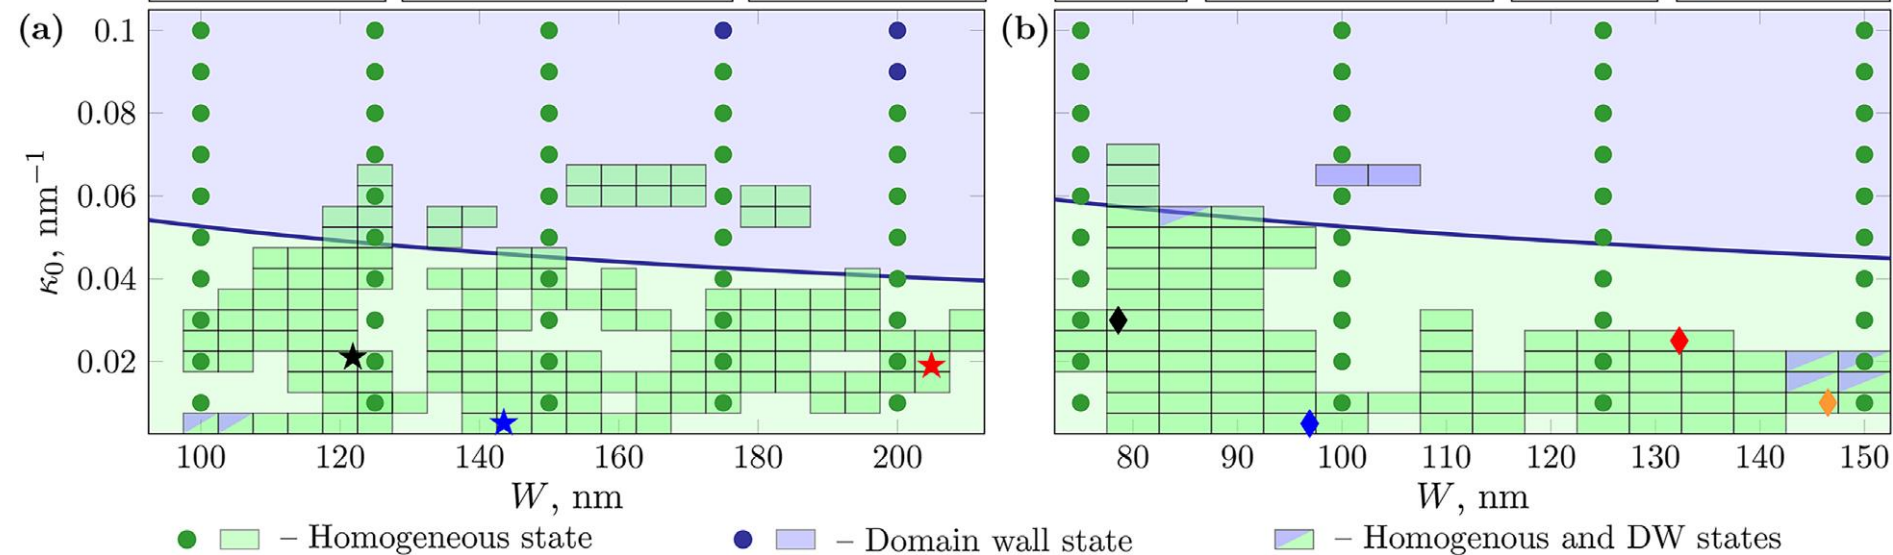 (a)
0.1
0.08
0.06
0.04
0.02
κ₀, nm⁻¹
100 120 140 160 180 200
W, nm
(b)
80 90 100 110 120 130 140 150
W, nm
– Homogeneous state
– Domain wall state
– Homogenous and DW states